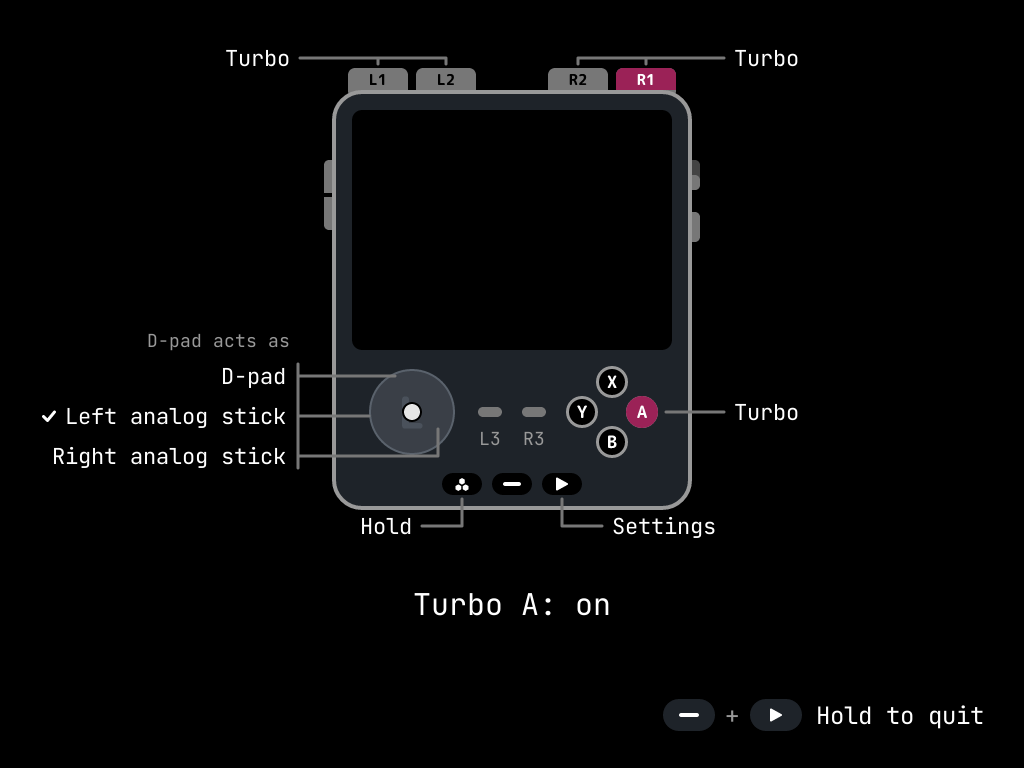 Turbo
Turbo
L1 L2 R2 R1
D-pad acts as
D-pad
Left analog stick
Right analog stick
X
Y A
B
Turbo
L3 R3
Hold
Settings
Turbo A: on
+ Hold to quit